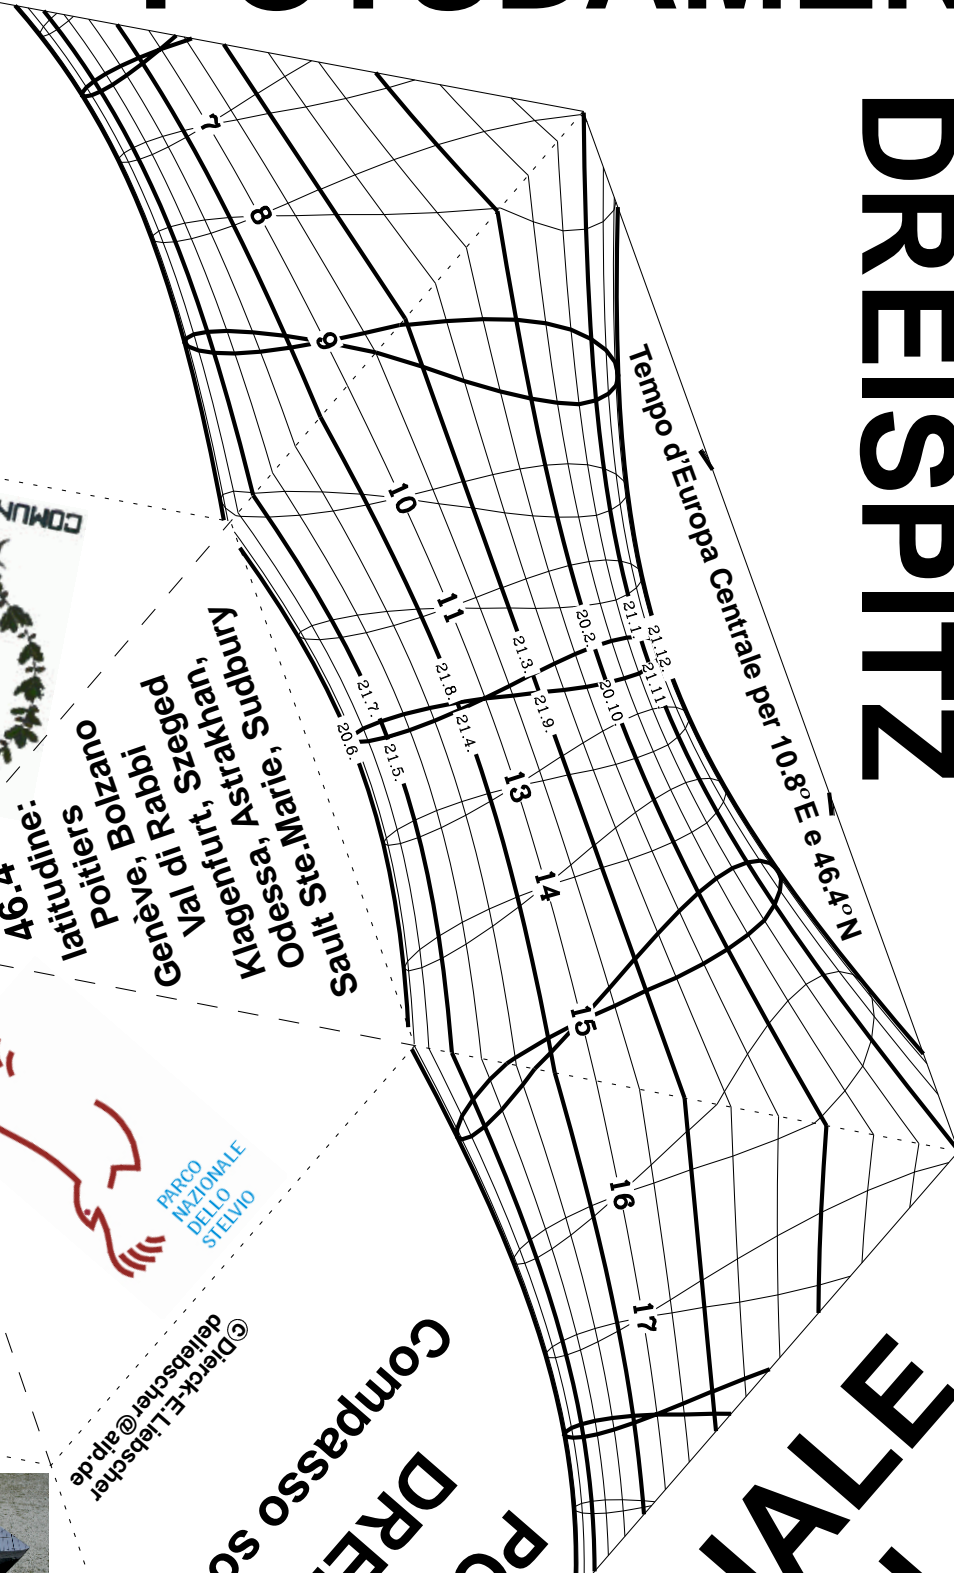 DREISPITZ
Tempo d'Europa Centrale per 10.8°E e 46.4°N
7
8
9
10
11
13
14
15
16
17
20.6.
21.7.
21.5.
21.8.
21.4.
21.3.
21.9.
20.2.
20.10.
21.1.
21.11.
21.12.
46.4
latitudine:
Poitiers
Genève, Bolzano
Val di Rabbi
Klagenfurt, Szeged
Odessa, Astrakhan,
Sault Ste.Marie, Sudbury
PARCO
NAZIONALE
DELLO
STELVIO
©Dierck-E.Liebscher
deliebscher@aip.de
Compasso